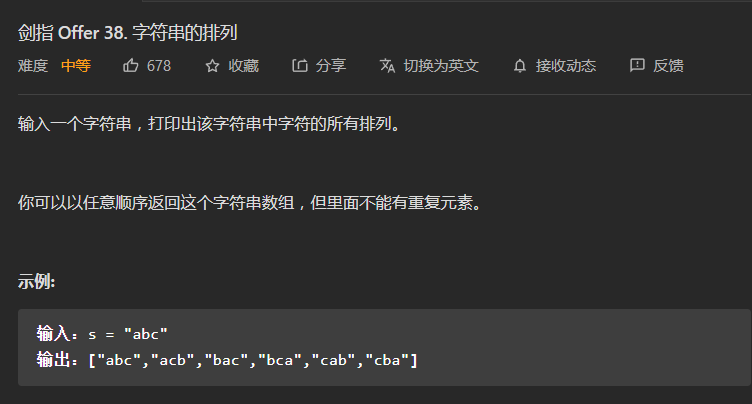 剑指 Offer 38. 字符串的排列
难度 中等 678 收藏 分享 切换为英文 接收动态 反馈
输入一个字符串，打印出该字符串中字符的所有排列。
你可以以任意顺序返回这个字符串数组，但里面不能有重复元素。
示例:
输入：s = "abc"
输出：["abc","acb","bac","bca","cab","cba"]